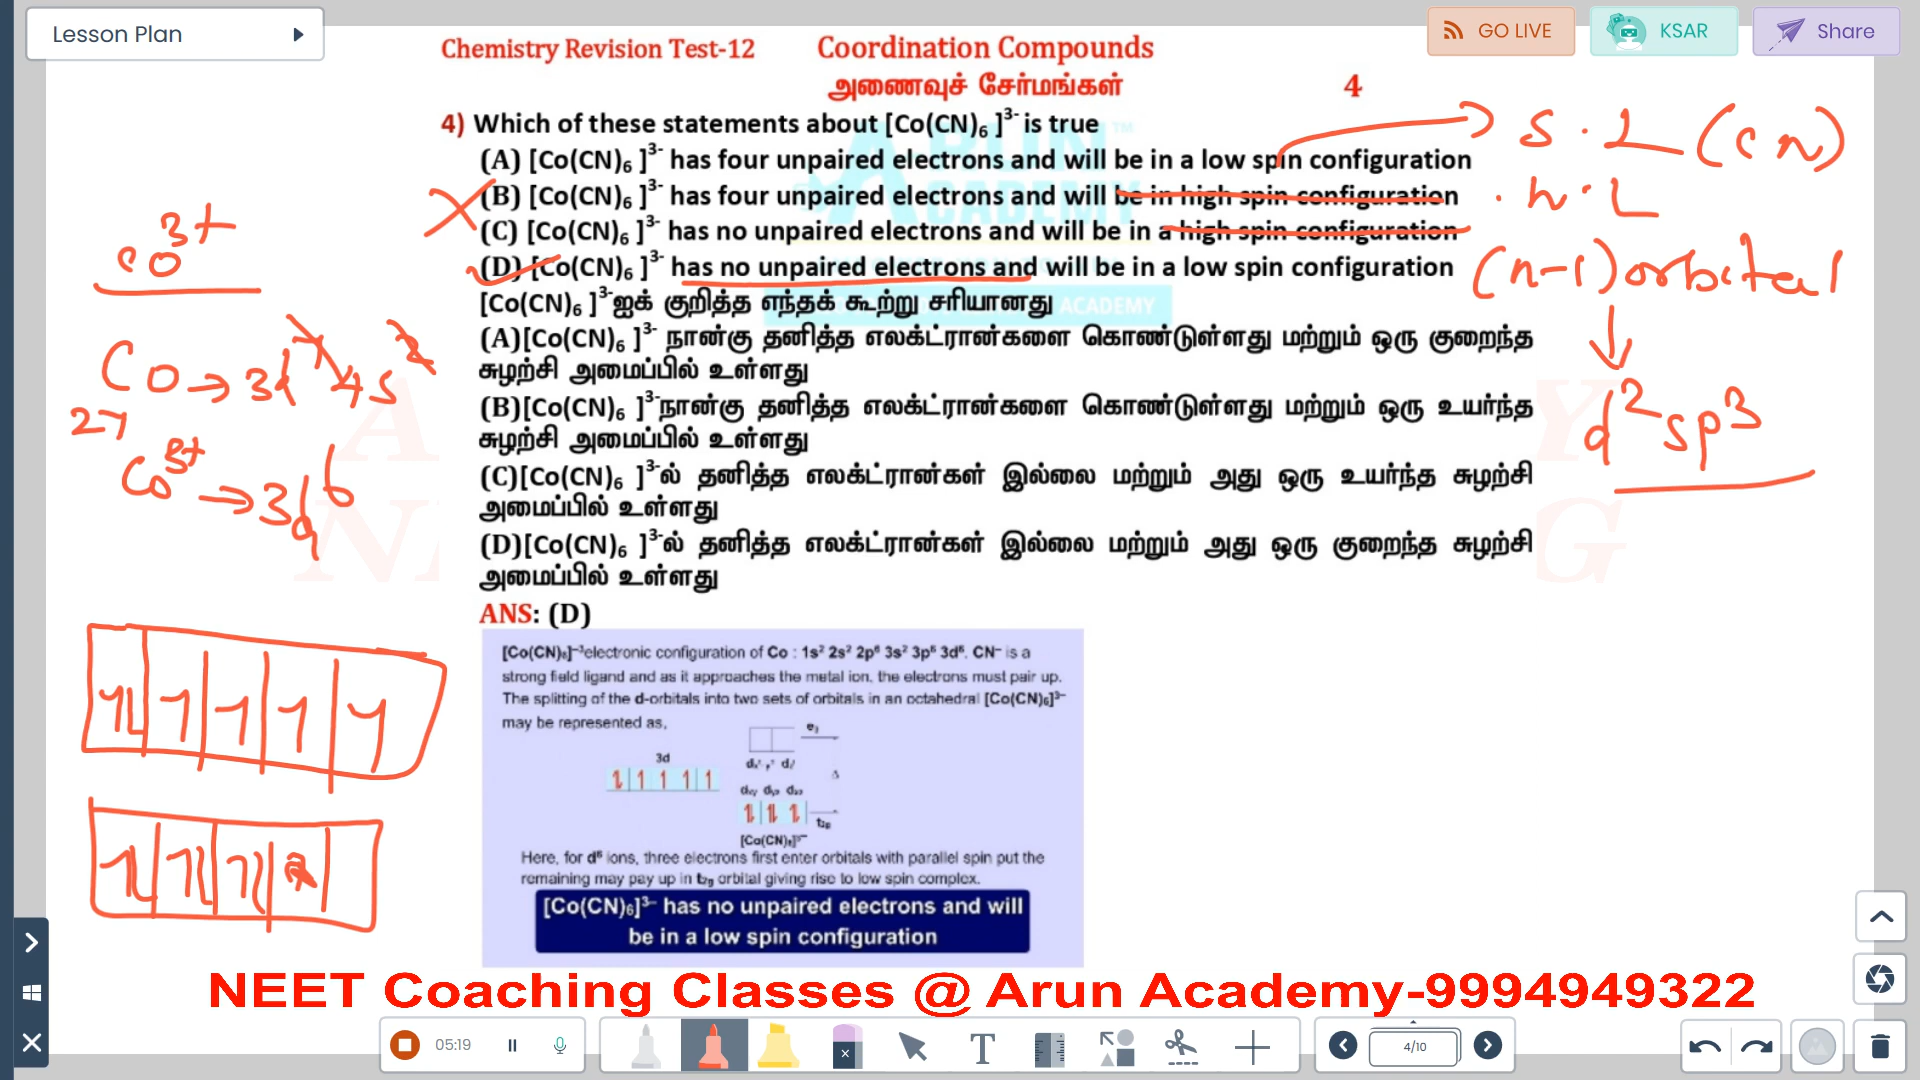 Lesson Plan
GO LIVE
KSAR
Share
Chemistry Revision Test-12 Coordination Compounds
அணைவுச் சேர்மங்கள்
4
4) Which of these statements about [Co(CN)₆ ]³⁻ is true
(A) [Co(CN)₆ ]³⁻ has four unpaired electrons and will be in a low spin configuration
(B) [Co(CN)₆ ]³⁻ has four unpaired electrons and will be in high spin configuration
(C) [Co(CN)₆ ]³⁻ has no unpaired electrons and will be in a high spin configuration
(D) [Co(CN)₆ ]³⁻ has no unpaired electrons and will be in a low spin configuration
[Co(CN)₆ ]³⁻ஐக் குறித்த எந்தக் கூற்று சரியானது
(A)[Co(CN)₆ ]³⁻ நான்கு தனித்த எலக்ட்ரான்களை கொண்டுள்ளது மற்றும் ஒரு குறைந்த
சுழற்சி அமைப்பில் உள்ளது
(B)[Co(CN)₆ ]³⁻நான்கு தனித்த எலக்ட்ரான்களை கொண்டுள்ளது மற்றும் ஒரு உயர்ந்த
சுழற்சி அமைப்பில் உள்ளது
(C)[Co(CN)₆ ]³⁻ல் தனித்த எலக்ட்ரான்கள் இல்லை மற்றும் அது ஒரு உயர்ந்த சுழற்சி
அமைப்பில் உள்ளது
(D)[Co(CN)₆ ]³⁻ல் தனித்த எலக்ட்ரான்கள் இல்லை மற்றும் அது ஒரு குறைந்த சுழற்சி
அமைப்பில் உள்ளது
ANS: (D)
Co³⁺
Co → 3d⁷ 4s²
27
Co³⁺ → 3d⁶
S.L (CN)
. W.L
(n-1) orbital
d²sp³
[Co(CN)₆]⁻³electronic configuration of Co : 1s² 2s² 2p⁶ 3s² 3p⁶ 3d⁶. CN⁻ is a
strong field ligand and as it approaches the metal ion, the electrons must pair up.
The splitting of the d-orbitals into two sets of orbitals in an octahedral [Co(CN)₆]³⁻
may be represented as,
3d
[Co(CN)₆]³⁻
Here, for d⁶ ions, three electrons first enter orbitals with parallel spin put the
remaining may pay up in t₂g orbital giving rise to low spin complex.
[Co(CN)₆]³⁻ has no unpaired electrons and will
be in a low spin configuration
NEET Coaching Classes @ Arun Academy-9994949322
05:19
4/10